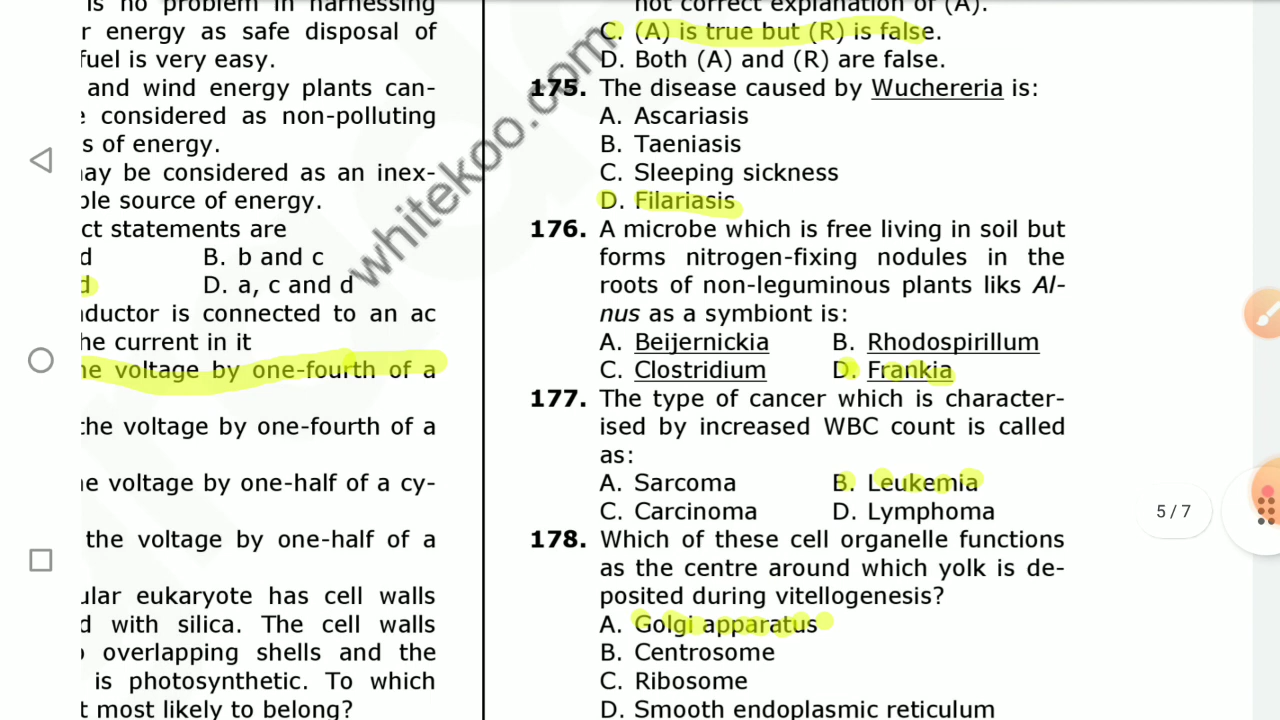 is no problem in harnessing
r energy as safe disposal of
fuel is very easy.
and wind energy plants can-
considered as non-polluting
s of energy.
ay be considered as an inex-
ble source of energy.
ct statements are
d B. b and c
d D. a, c and d
ductor is connected to an ac
he current in it
voltage by one-fourth of a
the voltage by one-fourth of a
e voltage by one-half of a cy-
the voltage by one-half of a
ular eukaryote has cell walls
d with silica. The cell walls
overlapping shells and the
is photosynthetic. To which
t most likely to belong?
not correct explanation of (A).
C. (A) is true but (R) is false.
D. Both (A) and (R) are false.
175. The disease caused by Wuchereria is:
A. Ascariasis
B. Taeniasis
C. Sleeping sickness
D. Filariasis
176. A microbe which is free living in soil but
forms nitrogen-fixing nodules in the
roots of non-leguminous plants liks Al-
nus as a symbiont is:
A. Beijernickia B. Rhodospirillum
C. Clostridium D. Frankia
177. The type of cancer which is character-
ised by increased WBC count is called
as:
A. Sarcoma B. Leukemia
C. Carcinoma D. Lymphoma
178. Which of these cell organelle functions
as the centre around which yolk is de-
posited during vitellogenesis?
A. Golgi apparatus
B. Centrosome
C. Ribosome
D. Smooth endoplasmic reticulum
whitekoo.com
5 / 7